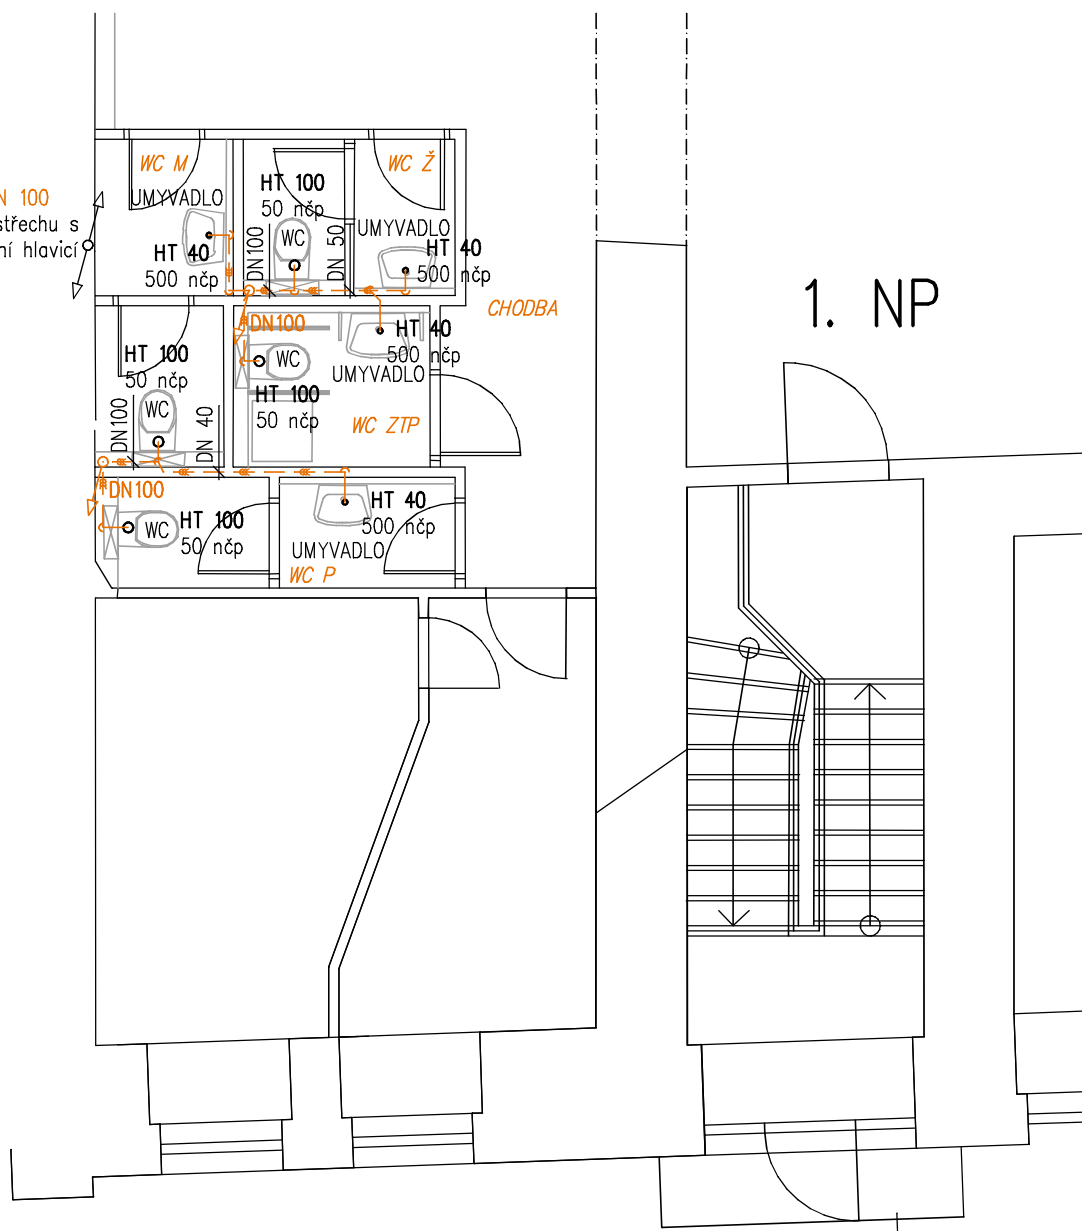 WC M
WC Ž
N 100
střechu s
ní hlavicí
UMYVADLO
HT 40
500 nčp
HT 100
50 nčp
WC
DN100
DN 50
UMYVADLO
HT 40
500 nčp
CHODBA
1. NP
DN100
HT 40
500 nčp
UMYVADLO
WC
HT 100
50 nčp
WC ZTP
HT 100
50 nčp
WC
DN100
DN 40
DN100
WC
HT 100
50 nčp
HT 40
500 nčp
UMYVADLO
WC P